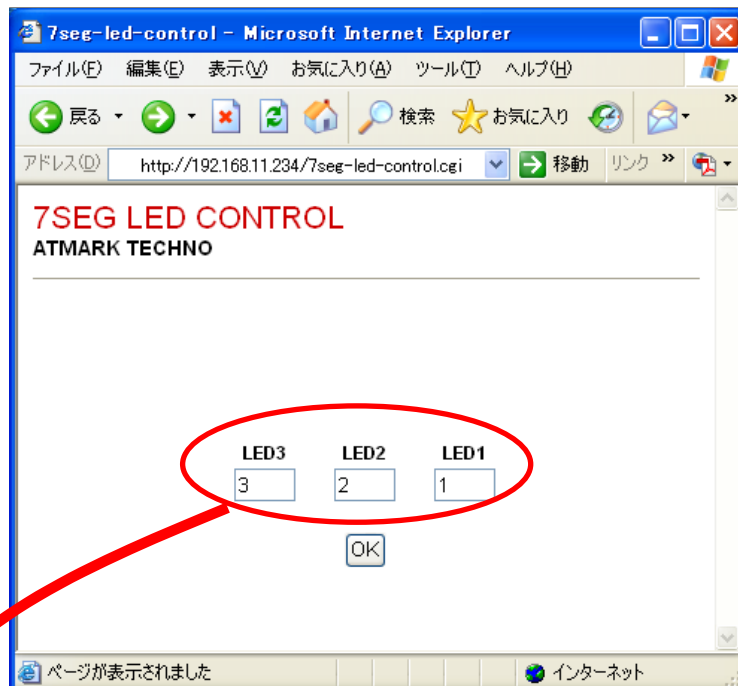 7seg-led-control - Microsoft Internet Explorer
ファイル(F) 編集(E) 表示(V) お気に入り(A) ツール(T) ヘルプ(H)
戻る 検索 お気に入り »
アドレス(D) http://192.168.11.234/7seg-led-control.cgi 移動 リンク »
7SEG LED CONTROL
ATMARK TECHNO
LED3 LED2 LED1
3 2 1
OK
ページが表示されました インターネット